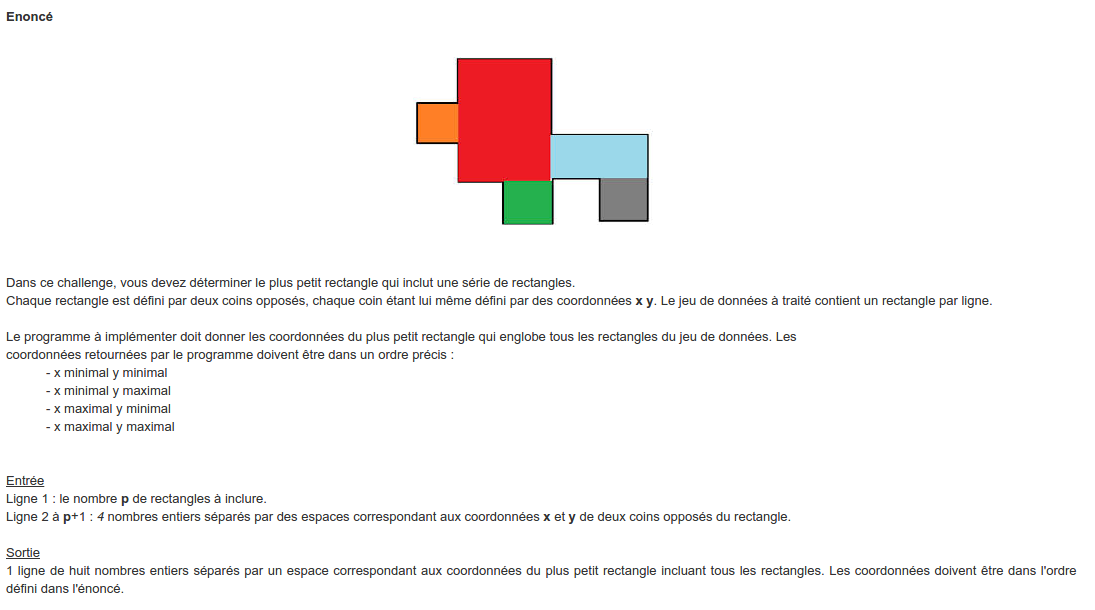 Enoncé
Dans ce challenge, vous devez déterminer le plus petit rectangle qui inclut une série de rectangles.
Chaque rectangle est défini par deux coins opposés, chaque coin étant lui même défini par des coordonnées x y. Le jeu de données à traité contient un rectangle par ligne.
Le programme à implémenter doit donner les coordonnées du plus petit rectangle qui englobe tous les rectangles du jeu de données. Les
coordonnées retournées par le programme doivent être dans un ordre précis :
- x minimal y minimal
- x minimal y maximal
- x maximal y minimal
- x maximal y maximal
Entrée
Ligne 1 : le nombre p de rectangles à inclure.
Ligne 2 à p+1 : 4 nombres entiers séparés par des espaces correspondant aux coordonnées x et y de deux coins opposés du rectangle.
Sortie
1 ligne de huit nombres entiers séparés par un espace correspondant aux coordonnées du plus petit rectangle incluant tous les rectangles. Les coordonnées doivent être dans l'ordre
défini dans l'énoncé.